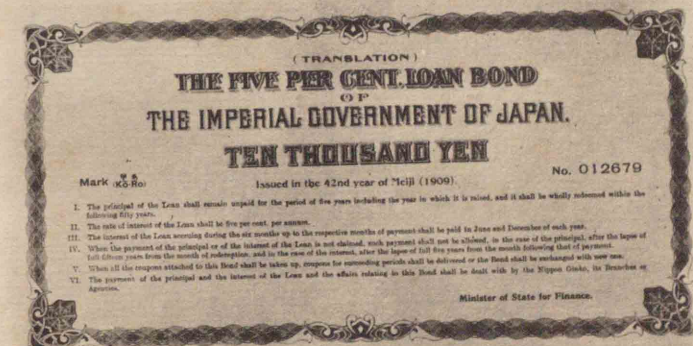 (TRANSLATION)
THE FIVE PER CENT. LOAN BOND
OF
THE IMPERIAL GOVERNMENT OF JAPAN.
TEN THOUSAND YEN
Mark (Kō-Ro)
No. 012679
Issued in the 42nd year of Meiji (1909).
I. The principal of the Loan shall remain unpaid for the period of five years including the year in which it is raised, and it shall be wholly redeemed within the
following fifty years.
II. The rate of interest of the Loan shall be five per cent. per annum.
III. The interest of the Loan accruing during the six months up to the respective months of payment shall be paid in June and December of each year.
IV. When the payment of the principal or of the interest of the Loan is not claimed, such payment shall not be allowed, in the case of the principal, after the lapse of
full fifteen years from the month of redemption, and in the case of the interest, after the lapse of full five years from the month following that of payment.
V. When all the coupons attached to this Bond shall be taken up, coupons for succeeding periods shall be delivered or the Bond shall be exchanged with new one.
VI. The payment of the principal and the interest of the Loan and the affairs relating to this Bond shall be dealt with by the Nippon Ginko, its Branches or
Agencies.
Minister of State for Finance.